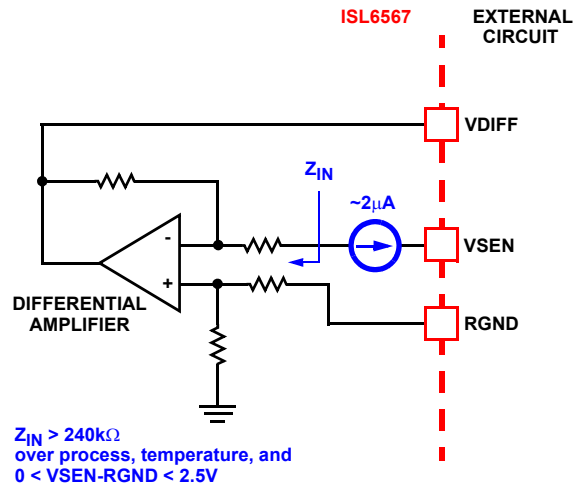 ISL6567
EXTERNAL
CIRCUIT
VDIFF
ZIN
~2μA
-
VSEN
+
DIFFERENTIAL
AMPLIFIER
RGND
ZIN > 240kΩ
over process, temperature, and
0 < VSEN-RGND < 2.5V